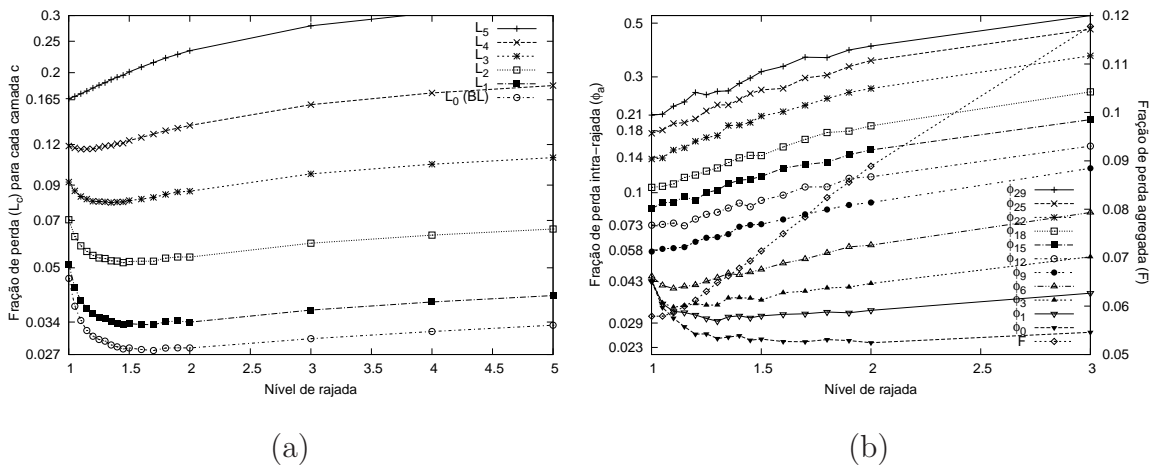 0.3
0.2
0.165
0.12
0.09
0.07
0.05
0.034
0.027
1 1.5 2 2.5 3 3.5 4 4.5 5
Fração de perda (Lc) para cada camada c
Nível de rajada
L5
L4
L3
L2
L1
L0 (BL)
(a)
0.5
0.3
0.21
0.18
0.14
0.1
0.073
0.058
0.043
0.029
0.023
1 1.5 2 2.5 3
Fração de perda intra-rajada (ϕa)
Nível de rajada
0.12
0.11
0.1
0.09
0.08
0.07
0.06
0.05
Fração de perda agregada (F)
ϕ29
ϕ25
ϕ22
ϕ18
ϕ15
ϕ12
ϕ9
ϕ6
ϕ3
ϕ1
ϕ0
F
(b)